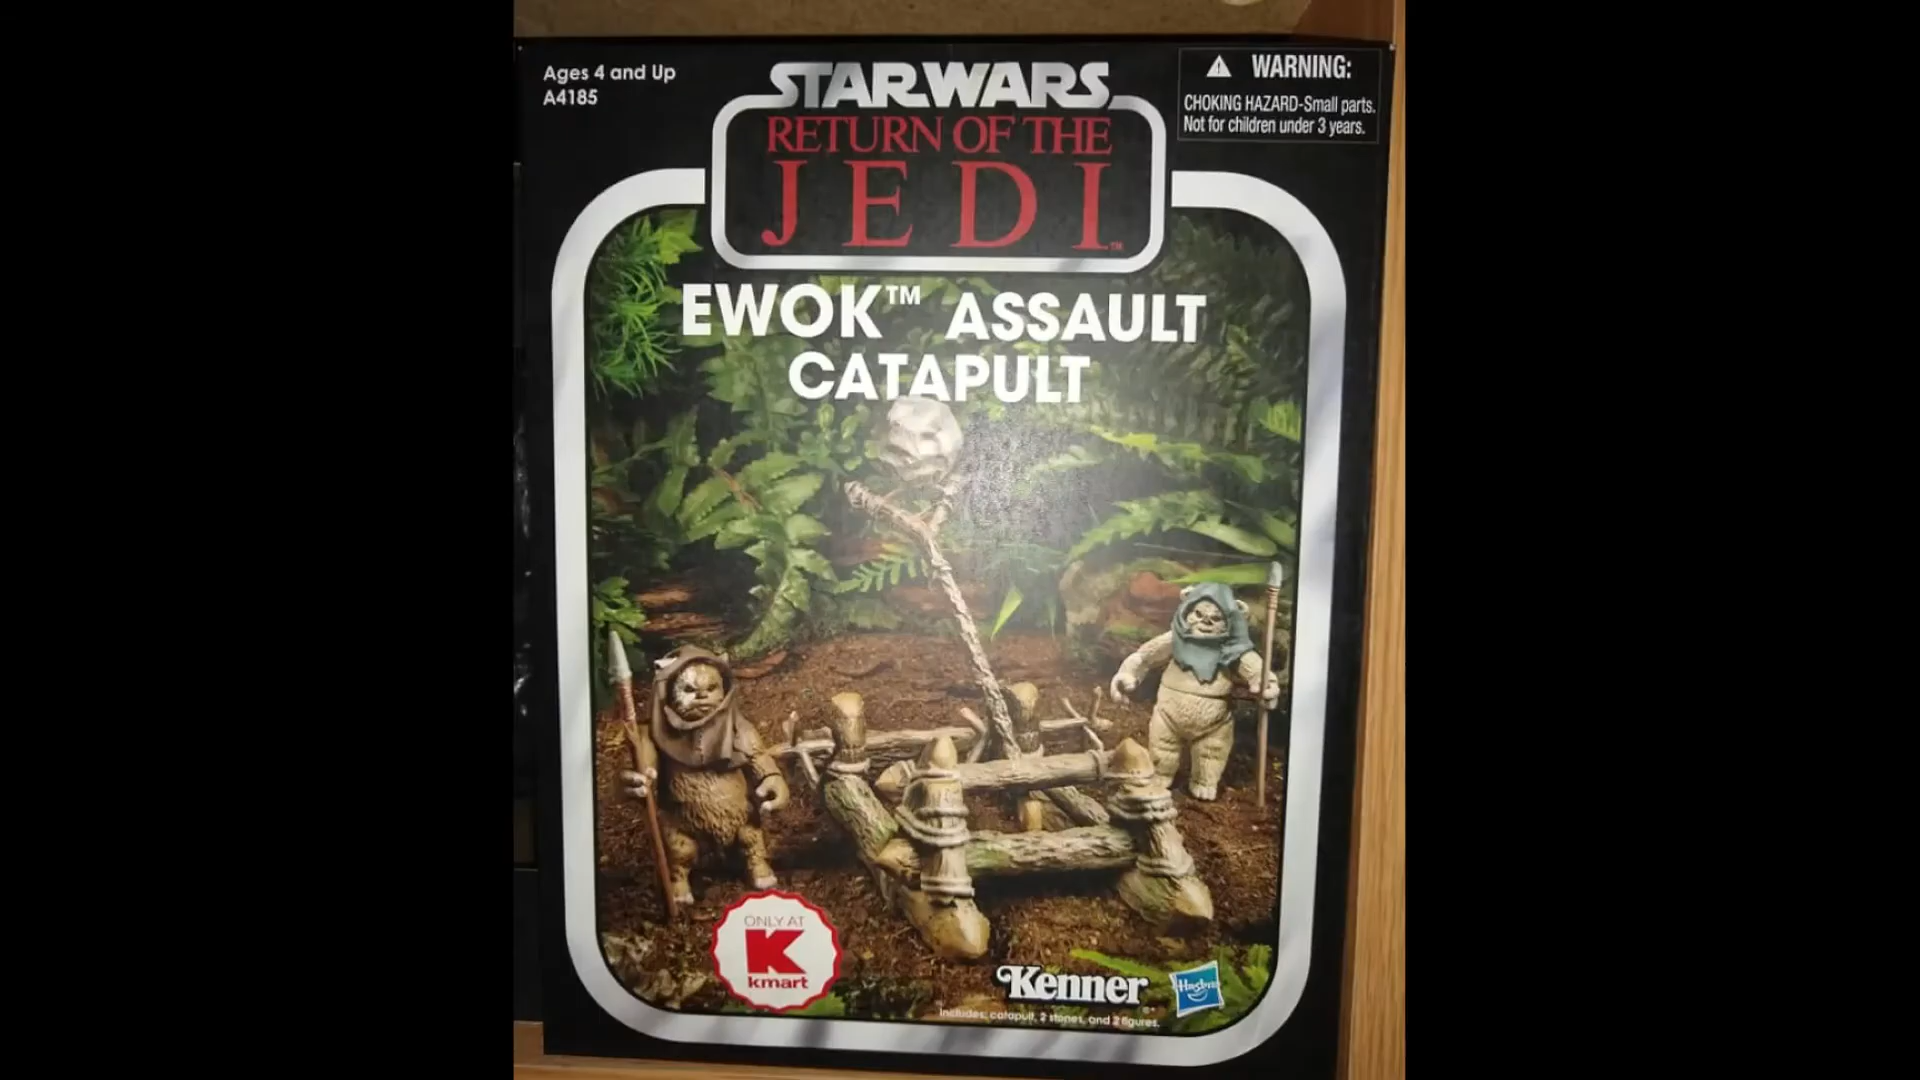 Ages 4 and Up
A4185
STAR WARS
RETURN OF THE
JEDI™
⚠ WARNING:
CHOKING HAZARD-Small parts.
Not for children under 3 years.
EWOK™ ASSAULT
CATAPULT
ONLY AT
K
kmart
Kenner
Hasbro
Includes: catapult, 2 stones, and 2 figures.